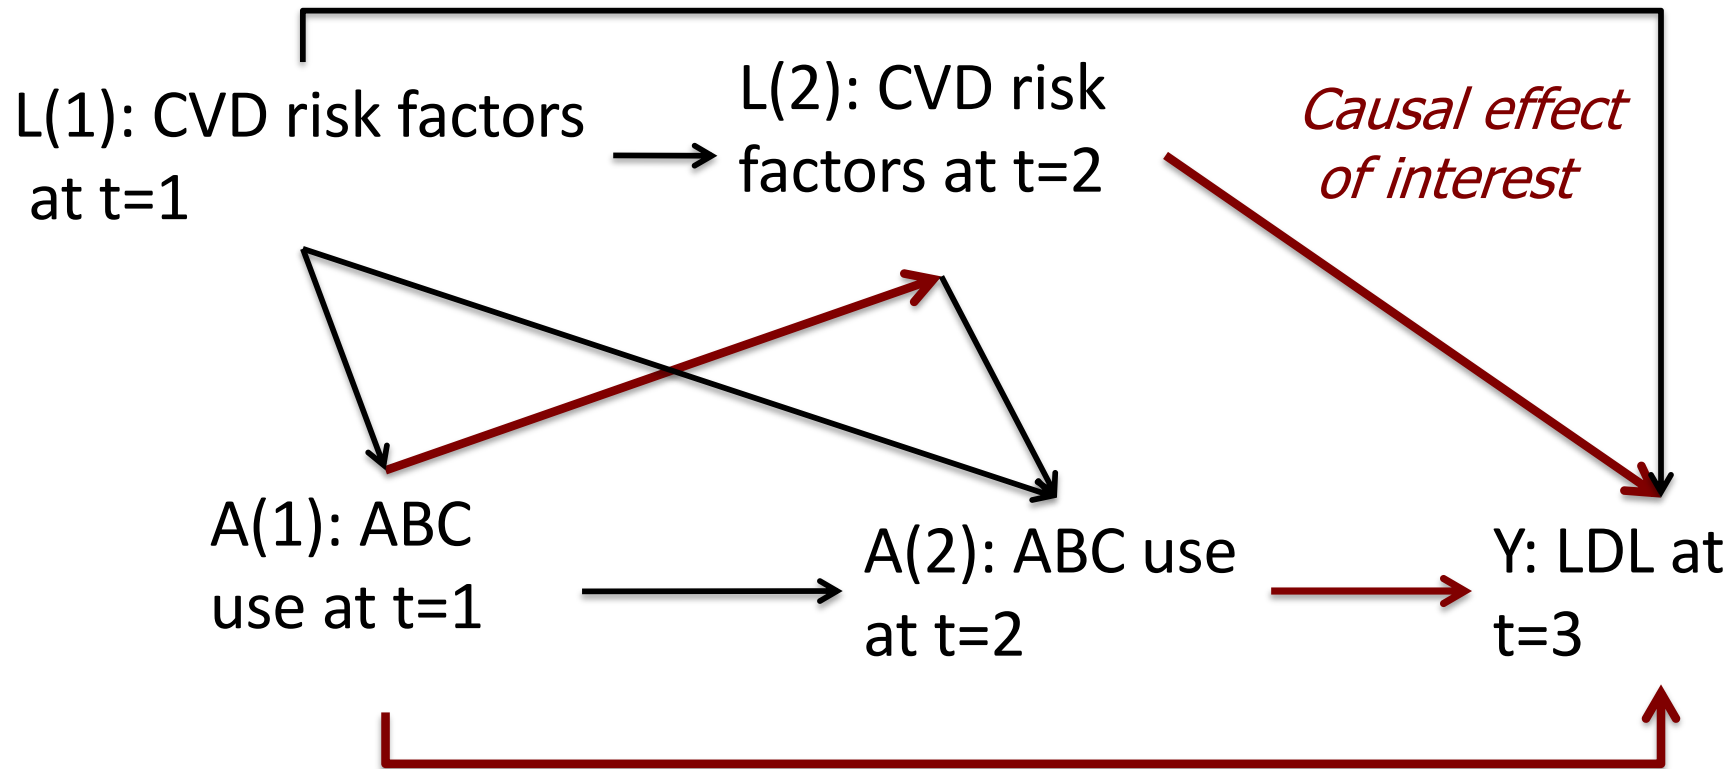 L(1): CVD risk factors
at t=1
L(2): CVD risk
factors at t=2
Causal effect
of interest
A(1): ABC
use at t=1
A(2): ABC use
at t=2
Y: LDL at
t=3